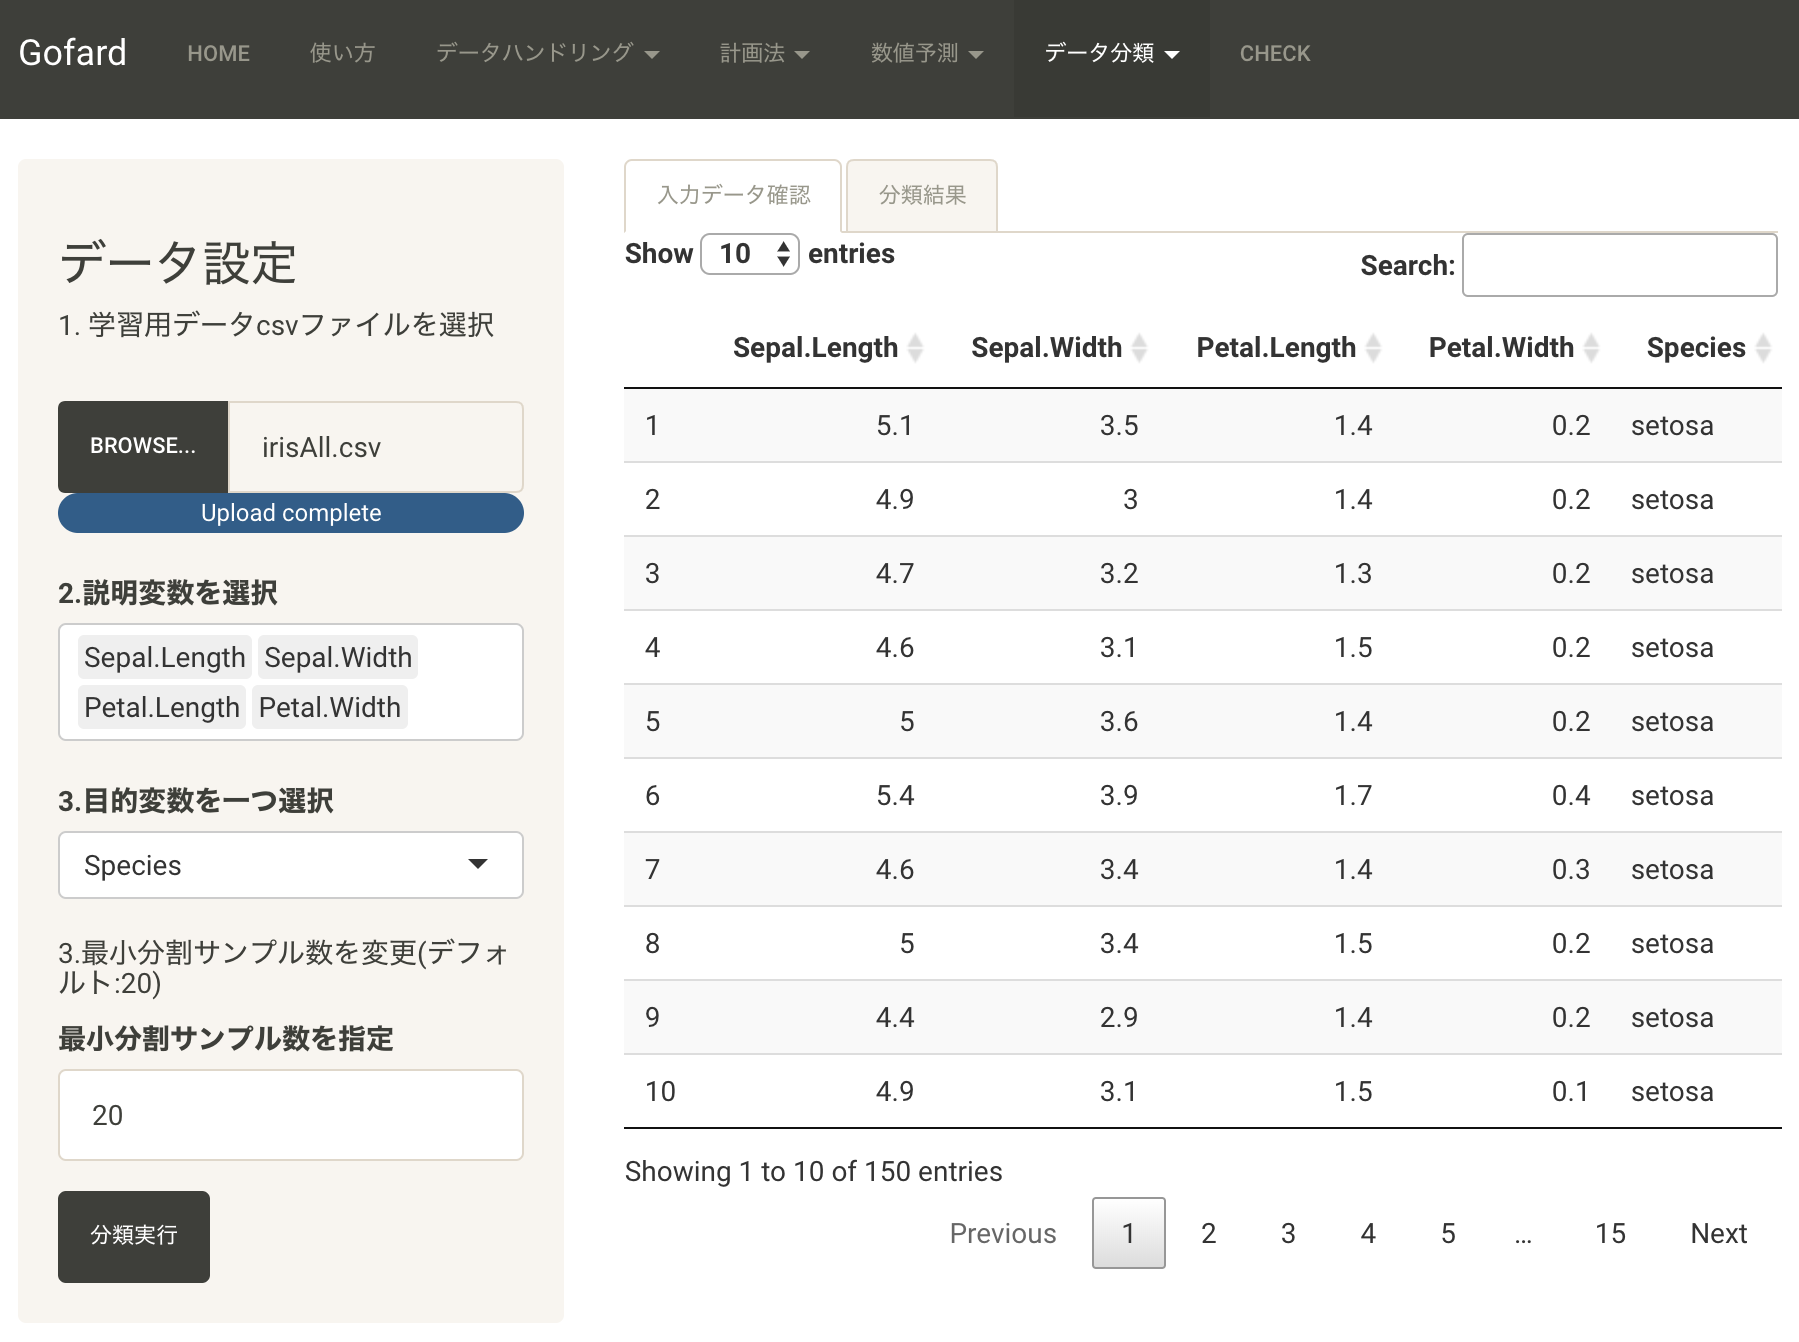 Gofard HOME 使い方 データハンドリング 計画法 数値予測 データ分類 CHECK
データ設定
1. 学習用データcsvファイルを選択
BROWSE... irisAll.csv
Upload complete
2.説明変数を選択
Sepal.Length Sepal.Width
Petal.Length Petal.Width
3.目的変数を一つ選択
Species
3.最小分割サンプル数を変更(デフォ
ルト:20)
最小分割サンプル数を指定
20
分類実行
入力データ確認 分類結果
Show 10 entries
Search:
Sepal.Length Sepal.Width Petal.Length Petal.Width Species
1 5.1 3.5 1.4 0.2 setosa
2 4.9 3 1.4 0.2 setosa
3 4.7 3.2 1.3 0.2 setosa
4 4.6 3.1 1.5 0.2 setosa
5 5 3.6 1.4 0.2 setosa
6 5.4 3.9 1.7 0.4 setosa
7 4.6 3.4 1.4 0.3 setosa
8 5 3.4 1.5 0.2 setosa
9 4.4 2.9 1.4 0.2 setosa
10 4.9 3.1 1.5 0.1 setosa
Showing 1 to 10 of 150 entries
Previous 1 2 3 4 5 … 15 Next